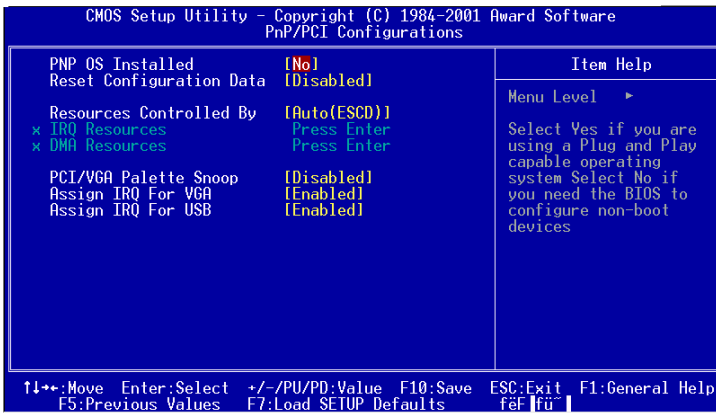 CMOS Setup Utility - Copyright (C) 1984-2001 Award Software
PnP/PCI Configurations
PNP OS Installed [No]
Reset Configuration Data [Disabled]
Resources Controlled By [Auto(ESCD)]
x IRQ Resources Press Enter
x DMA Resources Press Enter
PCI/VGA Palette Snoop [Disabled]
Assign IRQ For VGA [Enabled]
Assign IRQ For USB [Enabled]
Item Help
Menu Level ►
Select Yes if you are
using a Plug and Play
capable operating
system Select No if
you need the BIOS to
configure non-boot
devices
↑↓→←:Move Enter:Select +/-/PU/PD:Value F10:Save ESC:Exit F1:General Help
F5:Previous Values F7:Load SETUP Defaults